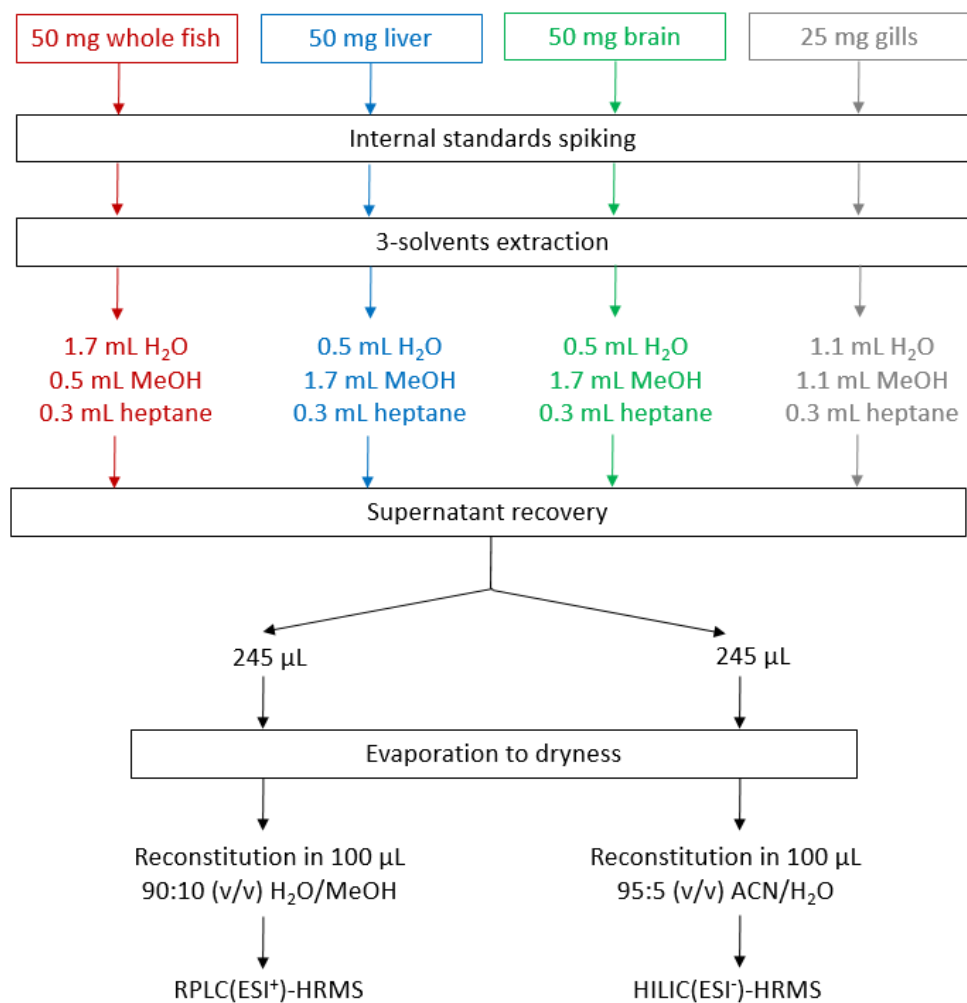 50 mg whole fish
50 mg liver
50 mg brain
25 mg gills
Internal standards spiking
3-solvents extraction
1.7 mL H₂O
0.5 mL MeOH
0.3 mL heptane
0.5 mL H₂O
1.7 mL MeOH
0.3 mL heptane
0.5 mL H₂O
1.7 mL MeOH
0.3 mL heptane
1.1 mL H₂O
1.1 mL MeOH
0.3 mL heptane
Supernatant recovery
245 µL
245 µL
Evaporation to dryness
Reconstitution in 100 µL
90:10 (v/v) H₂O/MeOH
Reconstitution in 100 µL
95:5 (v/v) ACN/H₂O
RPLC(ESI⁺)-HRMS
HILIC(ESI⁻)-HRMS